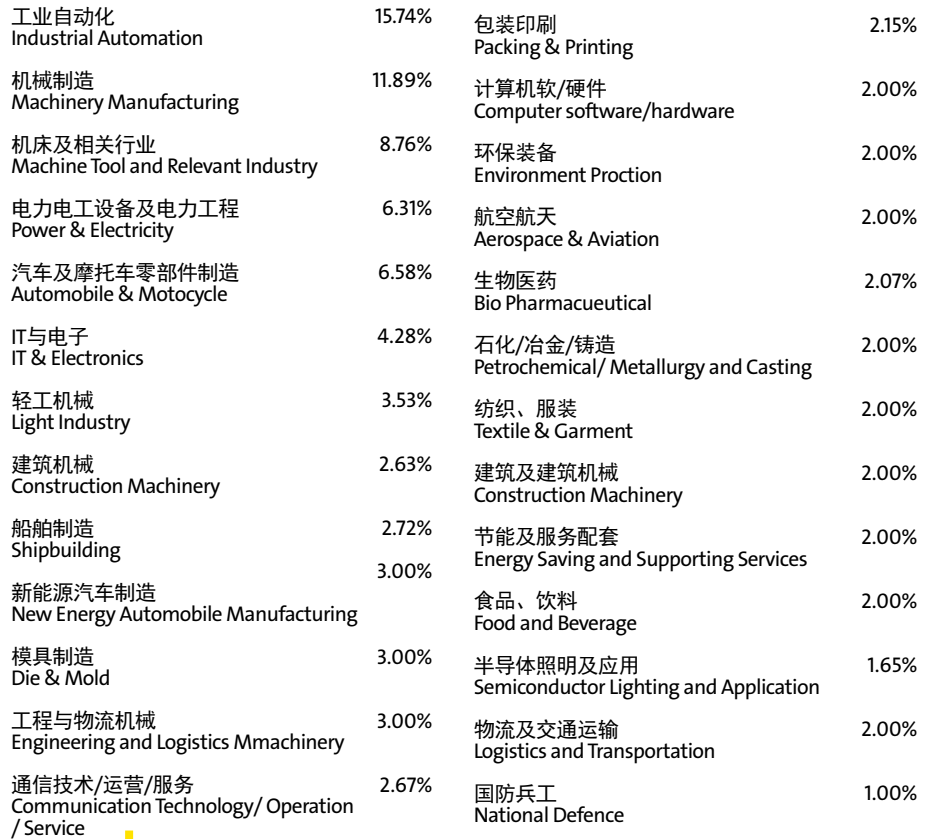 工业自动化 15.74%
Industrial Automation
机械制造 11.89%
Machinery Manufacturing
机床及相关行业 8.76%
Machine Tool and Relevant Industry
电力电工设备及电力工程 6.31%
Power & Electricity
汽车及摩托车零部件制造 6.58%
Automobile & Motocycle
IT与电子 4.28%
IT & Electronics
轻工机械 3.53%
Light Industry
建筑机械 2.63%
Construction Machinery
船舶制造 2.72%
Shipbuilding
3.00%
新能源汽车制造
New Energy Automobile Manufacturing
模具制造 3.00%
Die & Mold
工程与物流机械 3.00%
Engineering and Logistics Mmachinery
通信技术/运营/服务 2.67%
Communication Technology/ Operation
/ Service
包装印刷 2.15%
Packing & Printing
计算机软/硬件 2.00%
Computer software/hardware
环保装备 2.00%
Environment Proction
航空航天 2.00%
Aerospace & Aviation
生物医药 2.07%
Bio Pharmacueutical
石化/冶金/铸造 2.00%
Petrochemical/ Metallurgy and Casting
纺织、服装 2.00%
Textile & Garment
建筑及建筑机械 2.00%
Construction Machinery
节能及服务配套 2.00%
Energy Saving and Supporting Services
食品、饮料 2.00%
Food and Beverage
半导体照明及应用 1.65%
Semiconductor Lighting and Application
物流及交通运输 2.00%
Logistics and Transportation
国防兵工 1.00%
National Defence